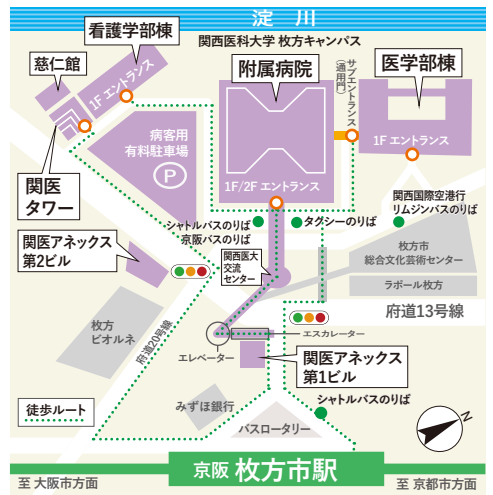 淀　川
看護学部棟
関西医科大学 枚方キャンパス
慈仁館
1F エントランス
附属病院
サブエントランス
（通用門）
医学部棟
病客用
有料駐車場
P
1F エントランス
関医
タワー
1F/2F エントランス
関西国際空港行
リムジンバスのりば
シャトルバスのりば
京阪バスのりば
タクシーのりば
関医アネックス
第2ビル
関西医大
交流
センター
枚方市
総合文化芸術センター
ラポール枚方
府道13号線
枚方
ビオルネ
府道20号線
エスカレーター
エレベーター
関医アネックス
第1ビル
徒歩ルート
みずほ銀行
シャトルバスのりば
バスロータリー
N
京阪 枚方市駅
至 大阪市方面
至 京都市方面